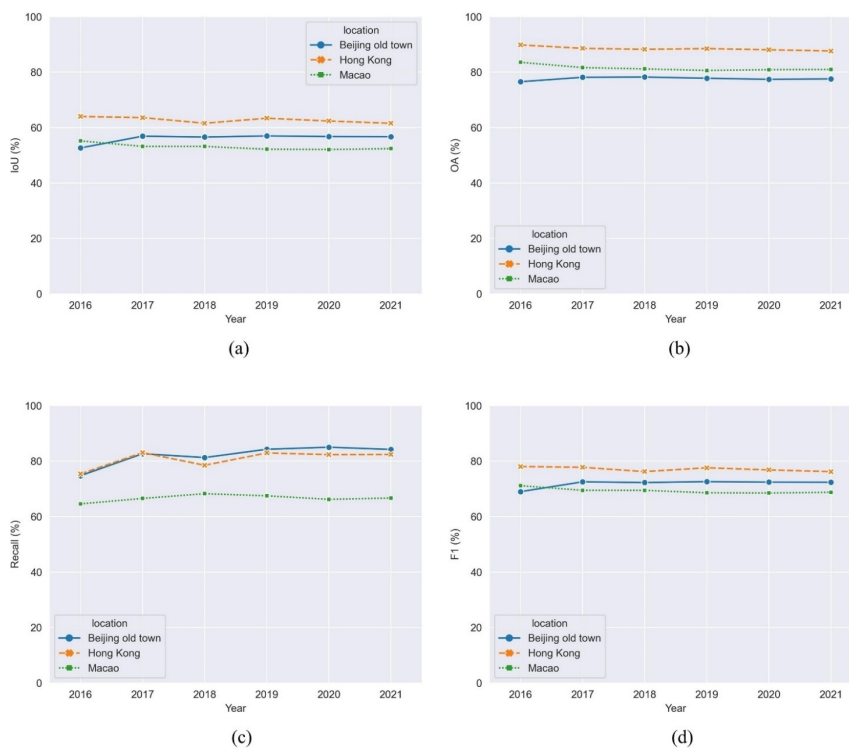 100
80
60
40
20
0
IoU (%)
location
Beijing old town
Hong Kong
Macao
2016 2017 2018 2019 2020 2021
Year
(a)
100
80
60
40
20
0
OA (%)
location
Beijing old town
Hong Kong
Macao
2016 2017 2018 2019 2020 2021
Year
(b)
100
80
60
40
20
0
Recall (%)
location
Beijing old town
Hong Kong
Macao
2016 2017 2018 2019 2020 2021
Year
(c)
100
80
60
40
20
0
F1 (%)
location
Beijing old town
Hong Kong
Macao
2016 2017 2018 2019 2020 2021
Year
(d)